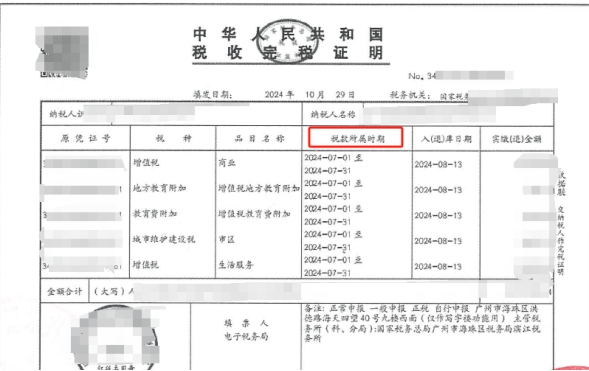 中华人民共和国
税收完税证明
No. 34
填发日期: 2024 年 10 月 29 日 税务机关: 国家税务
纳税人识 纳税人名称
原凭证号 税 种 品目名称 税款所属时期 入(退)库日期 实缴(退)金额
增值税 商业 2024-07-01 至 2024-07-31 2024-08-13
地方教育附加 增值税地方教育附加 2024-07-01 至 2024-07-31 2024-08-13
教育费附加 增值税教育费附加 2024-07-01 至 2024-07-31 2024-08-13
城市维护建设税 市区 2024-07-01 至 2024-07-31 2024-08-13
增值税 生活服务 2024-07-01 至 2024-07-31 2024-08-13
金额合计 (大写)
填 票 人
电子税务局
备注: 正常申报 一般申报 正税 自行申报 广州市海珠区洪
德路海天四望40号九楼西面 (仅作写字楼功能用) 主管税
务所 (科、分局):国家税务总局广州市海珠区税务局滨江税
务所
交纳税人作完税证明